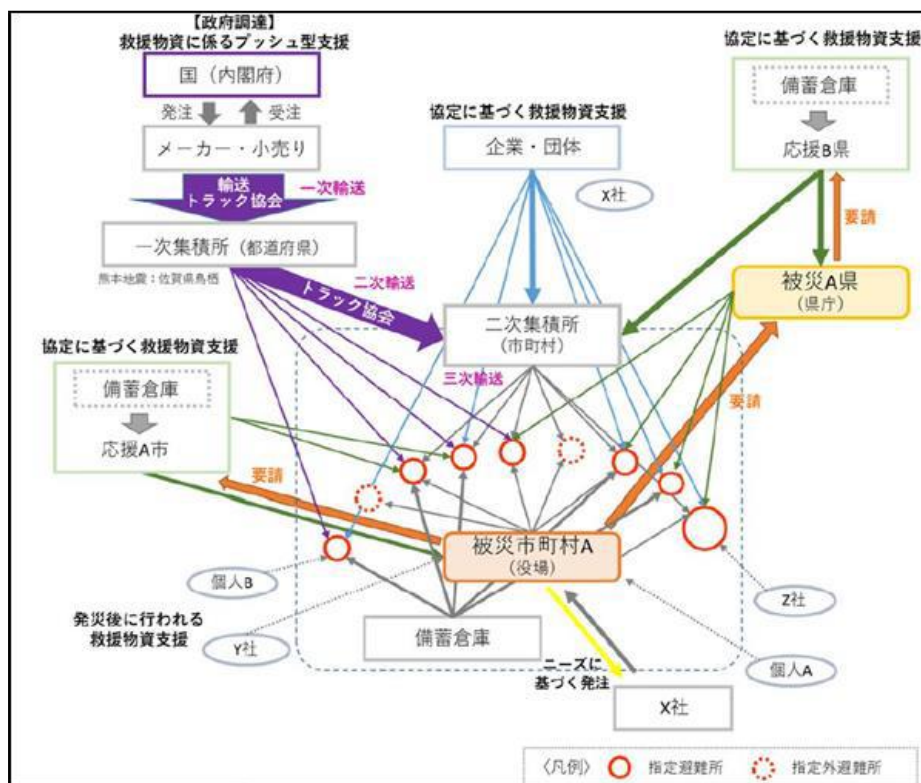 【政府調達】
救援物資に係るプッシュ型支援
国（内閣府）
発注
受注
メーカー・小売り
輸送
トラック協会
一次輸送
一次集積所（都道府県）
熊本地震：佐賀県鳥栖
二次輸送
トラック協会
協定に基づく救援物資支援
企業・団体
X社
協定に基づく救援物資支援
備蓄倉庫
応援B県
要請
被災A県
（県庁）
二次集積所
（市町村）
三次輸送
協定に基づく救援物資支援
備蓄倉庫
応援A市
要請
要請
被災市町村A
（役場）
個人B
発災後に行われる
救援物資支援
Y社
備蓄倉庫
Z社
個人A
ニーズに
基づく発注
X社
〈凡例〉
指定避難所
指定外避難所